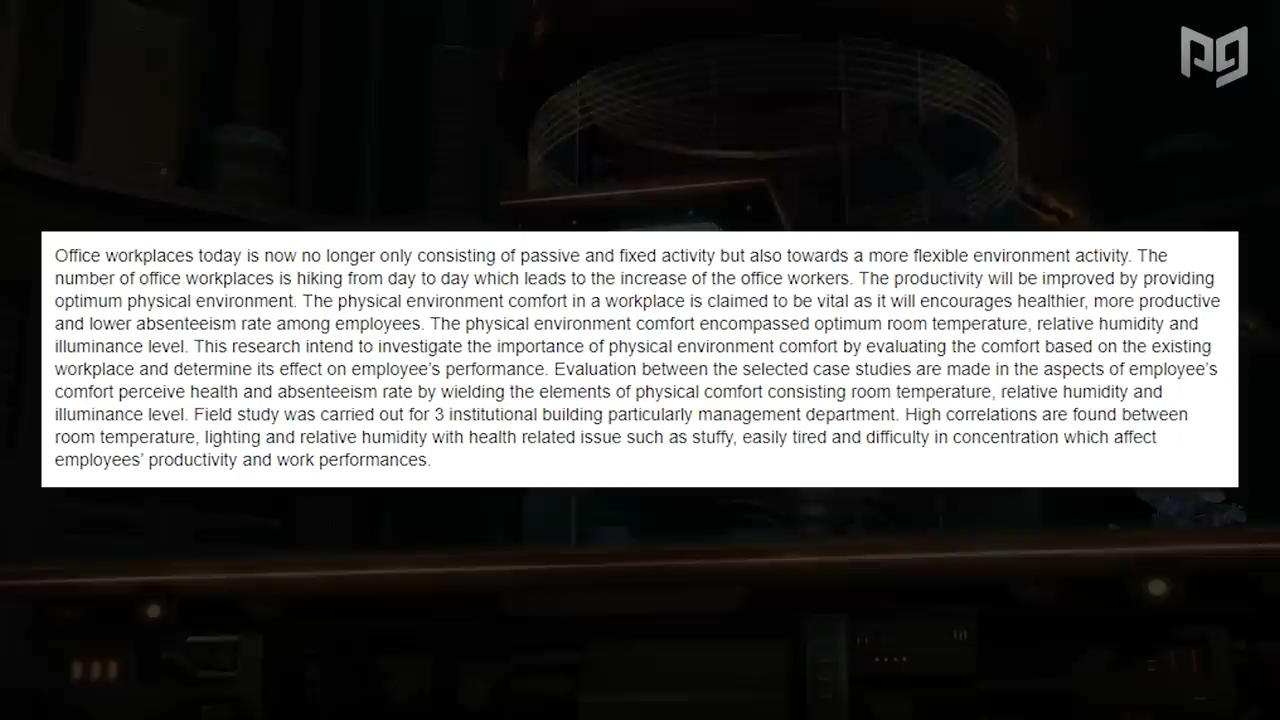 pg
Office workplaces today is now no longer only consisting of passive and fixed activity but also towards a more flexible environment activity. The
number of office workplaces is hiking from day to day which leads to the increase of the office workers. The productivity will be improved by providing
optimum physical environment. The physical environment comfort in a workplace is claimed to be vital as it will encourages healthier, more productive
and lower absenteeism rate among employees. The physical environment comfort encompassed optimum room temperature, relative humidity and
illuminance level. This research intend to investigate the importance of physical environment comfort by evaluating the comfort based on the existing
workplace and determine its effect on employee’s performance. Evaluation between the selected case studies are made in the aspects of employee’s
comfort perceive health and absenteeism rate by wielding the elements of physical comfort consisting room temperature, relative humidity and
illuminance level. Field study was carried out for 3 institutional building particularly management department. High correlations are found between
room temperature, lighting and relative humidity with health related issue such as stuffy, easily tired and difficulty in concentration which affect
employees’ productivity and work performances.